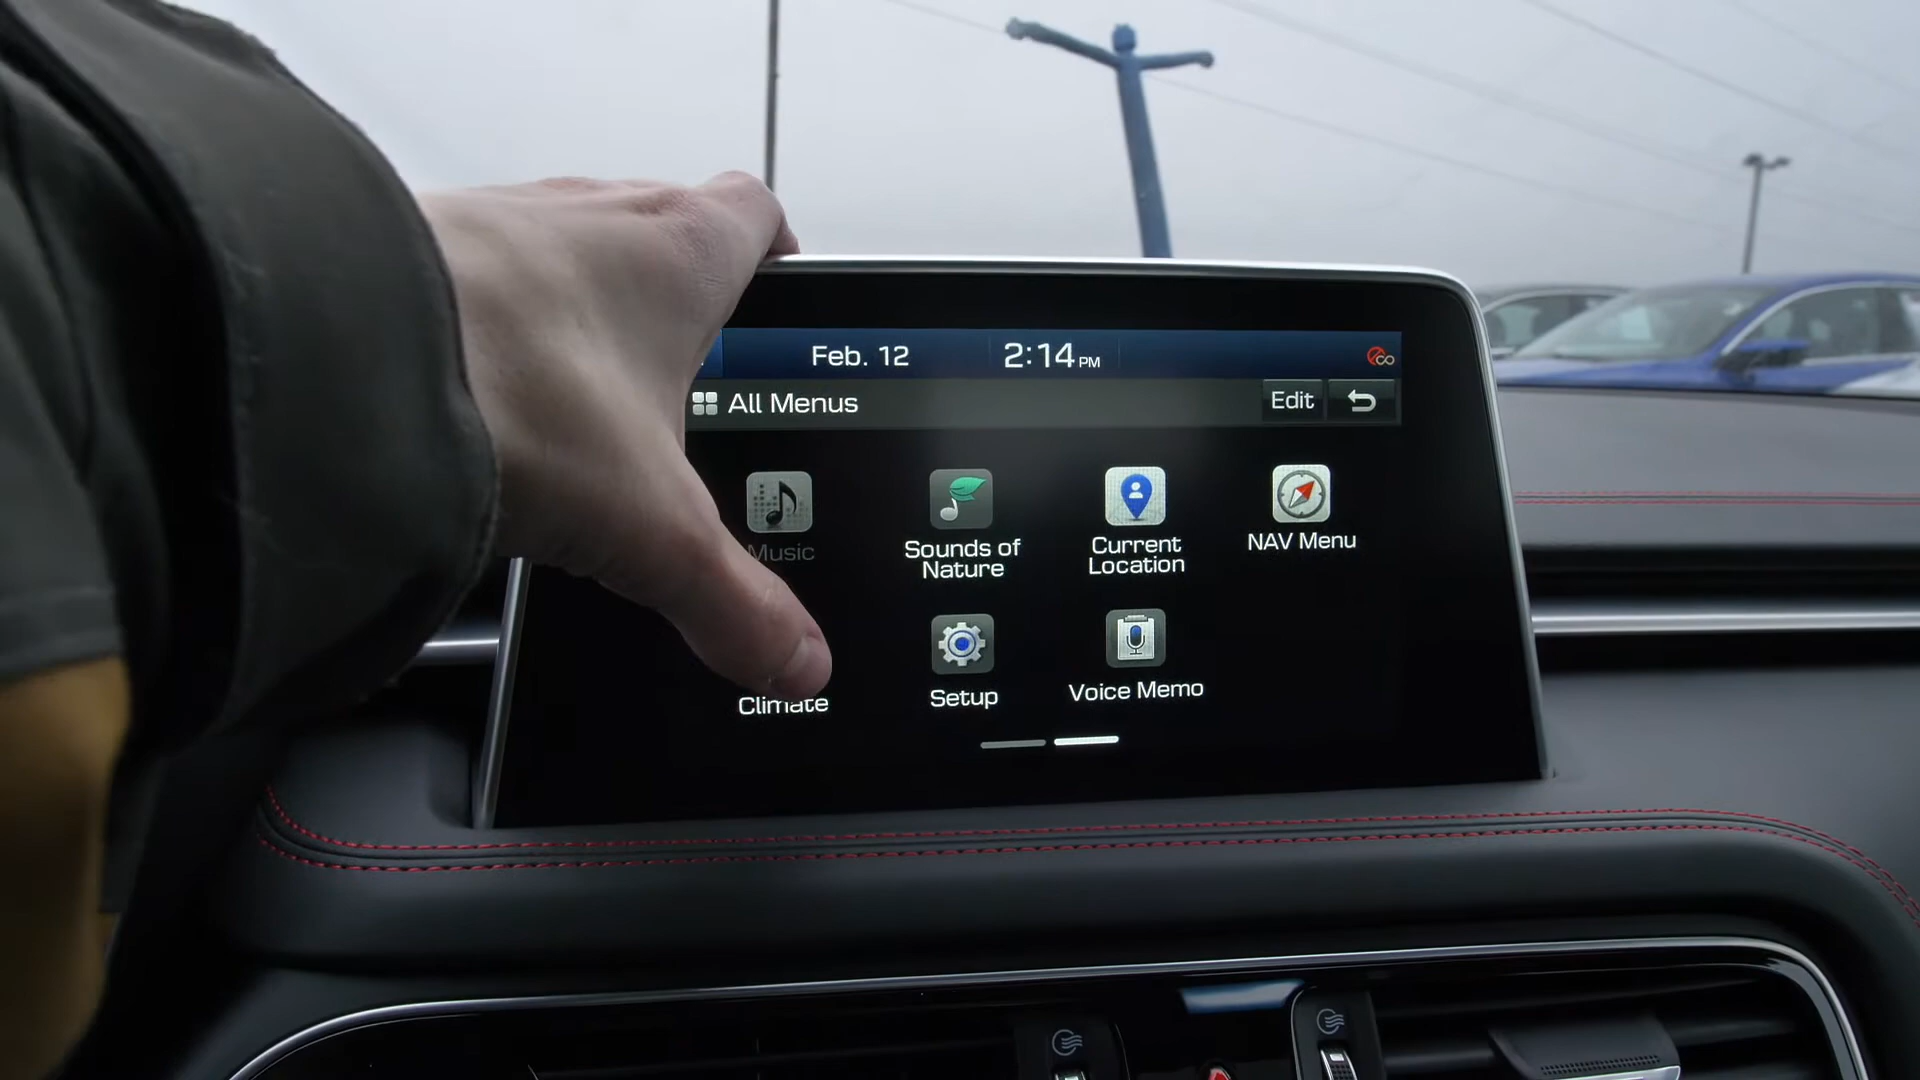 Feb. 12 2:14 PM
All Menus Edit
Music
Sounds of
Nature
Current
Location
NAV Menu
Climate
Setup
Voice Memo